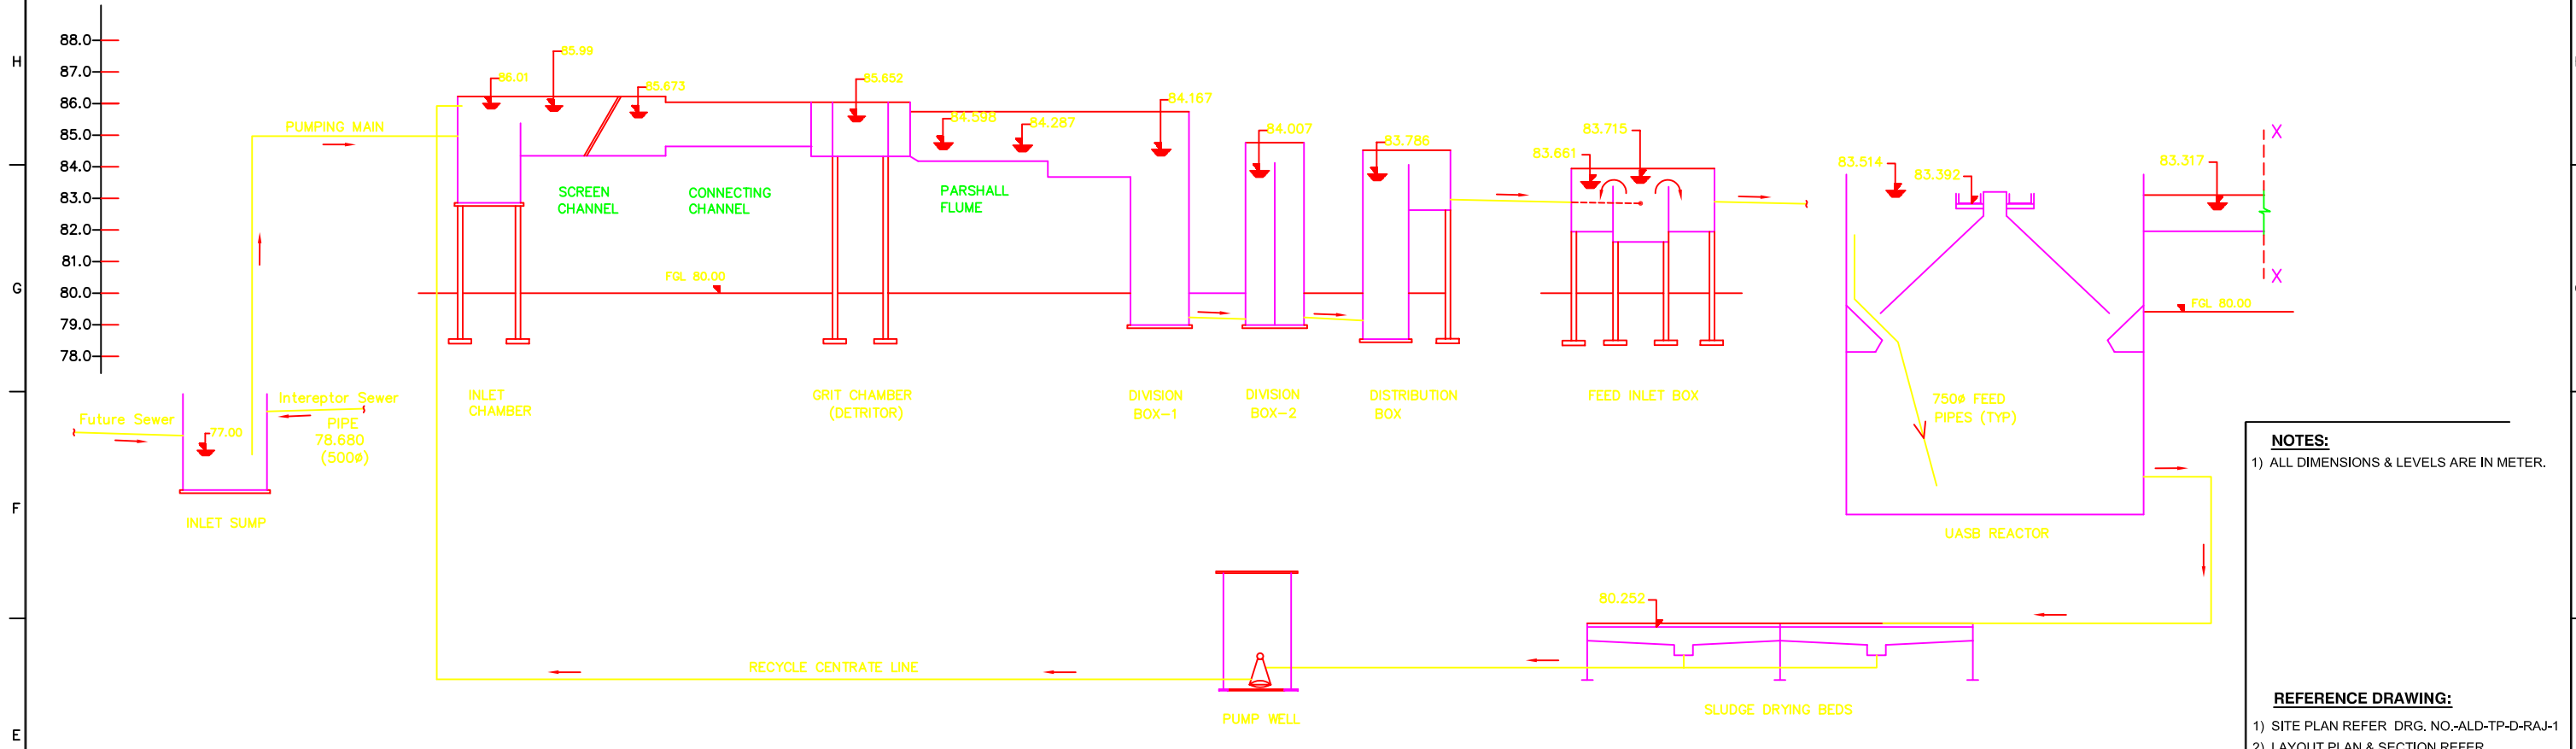 H
88.0
87.0
86.0
85.0
84.0
83.0
82.0
81.0
80.0
79.0
78.0
G
F
E
86.01
85.99
85.673
85.652
84.598
84.287
84.167
84.007
83.786
83.661
83.715
83.514
83.392
83.317
X
X
PUMPING MAIN
SCREEN
CHANNEL
CONNECTING
CHANNEL
PARSHALL
FLUME
FGL 80.00
FGL 80.00
INLET
CHAMBER
GRIT CHAMBER
(DETRITOR)
DIVISION
BOX-1
DIVISION
BOX-2
DISTRIBUTION
BOX
FEED INLET BOX
750ø FEED
PIPES (TYP)
UASB REACTOR
Future Sewer
77.00
Intereptor Sewer
PIPE
78.680
(500ø)
INLET SUMP
RECYCLE CENTRATE LINE
PUMP WELL
80.252
SLUDGE DRYING BEDS
NOTES:
1) ALL DIMENSIONS & LEVELS ARE IN METER.
REFERENCE DRAWING:
1) SITE PLAN REFER DRG. NO.-ALD-TP-D-RAJ-1
2) LAYOUT PLAN & SECTION REFER